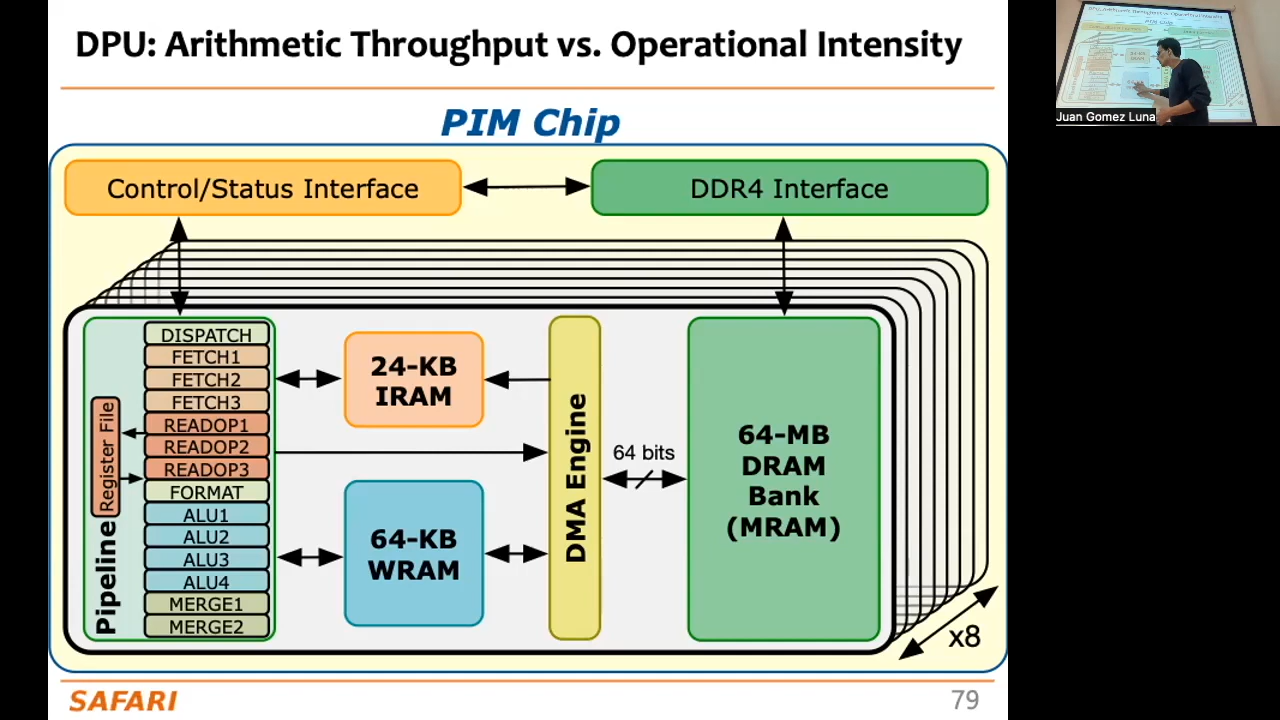 DPU: Arithmetic Throughput vs. Operational Intensity
PIM Chip
Control/Status Interface
DDR4 Interface
DISPATCH
FETCH1
FETCH2
FETCH3
READOP1
READOP2
READOP3
FORMAT
ALU1
ALU2
ALU3
ALU4
MERGE1
MERGE2
Register File
Pipeline
24-KB
IRAM
64-KB
WRAM
DMA Engine
64 bits
64-MB
DRAM
Bank
(MRAM)
x8
SAFARI
79
Juan Gomez Luna